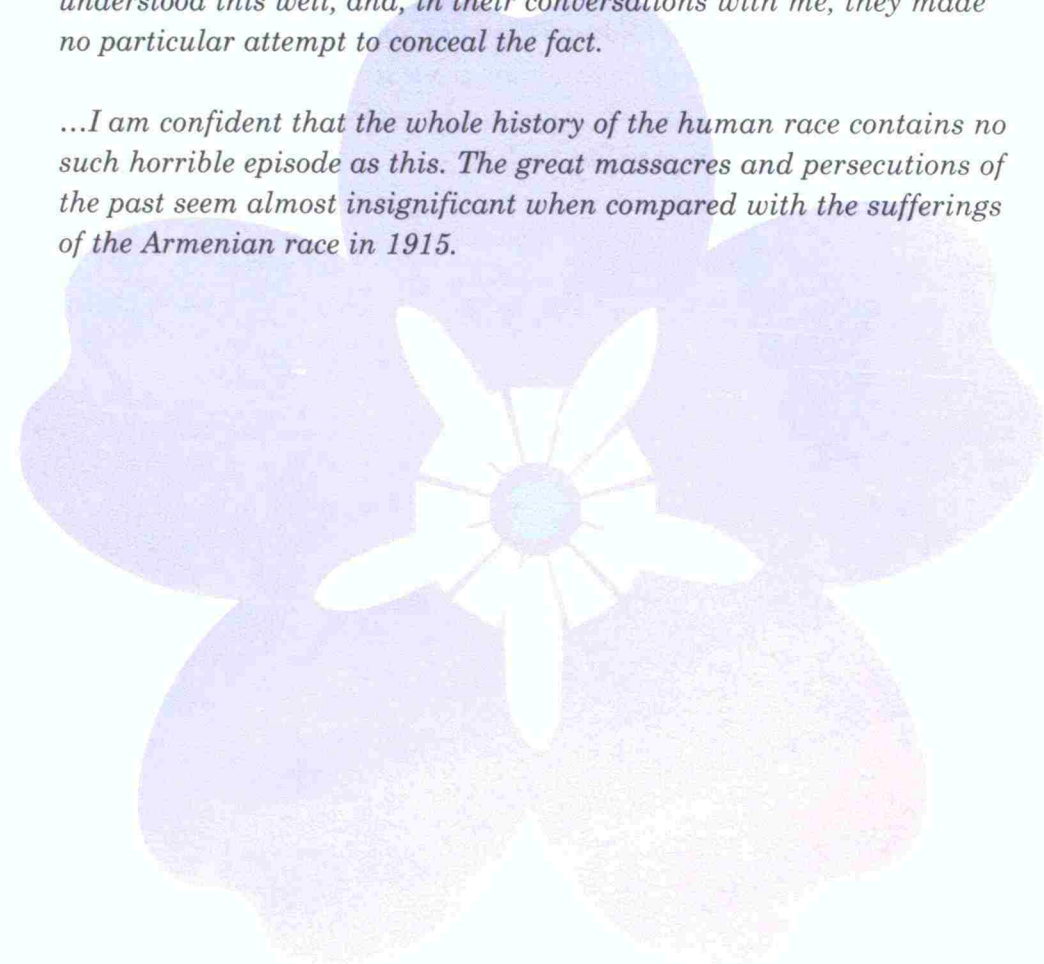 understood this well, and, in their conversations with me, they made
no particular attempt to conceal the fact.
...I am confident that the whole history of the human race contains no
such horrible episode as this. The great massacres and persecutions of
the past seem almost insignificant when compared with the sufferings
of the Armenian race in 1915.